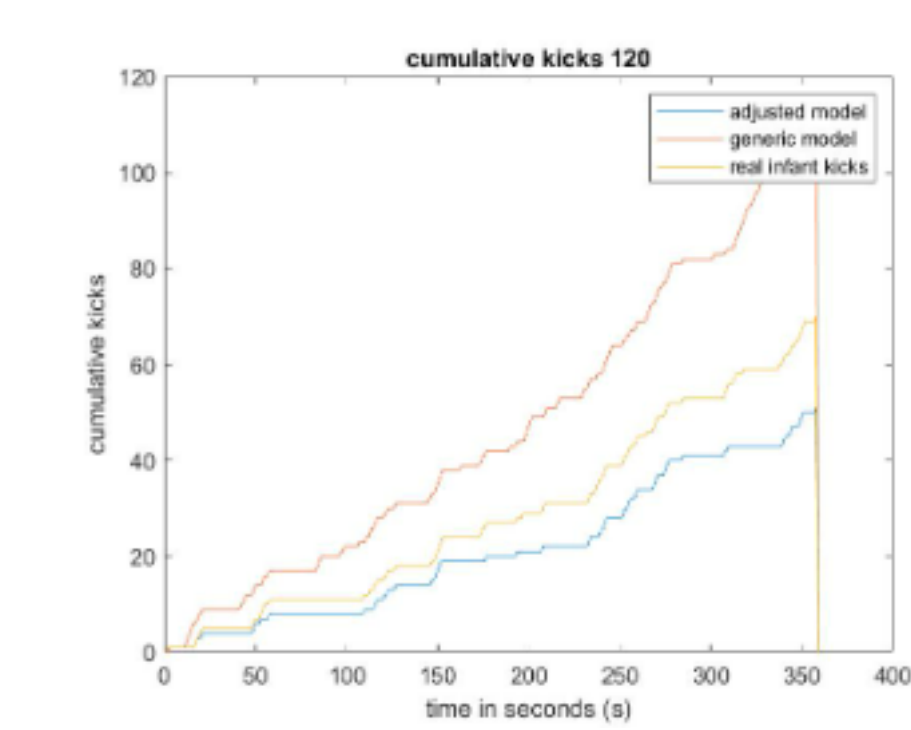 cumulative kicks 120
120
100
80
60
40
20
0
cumulative kicks
adjusted model
generic model
real infant kicks
0 50 100 150 200 250 300 350 400
time in seconds (s)